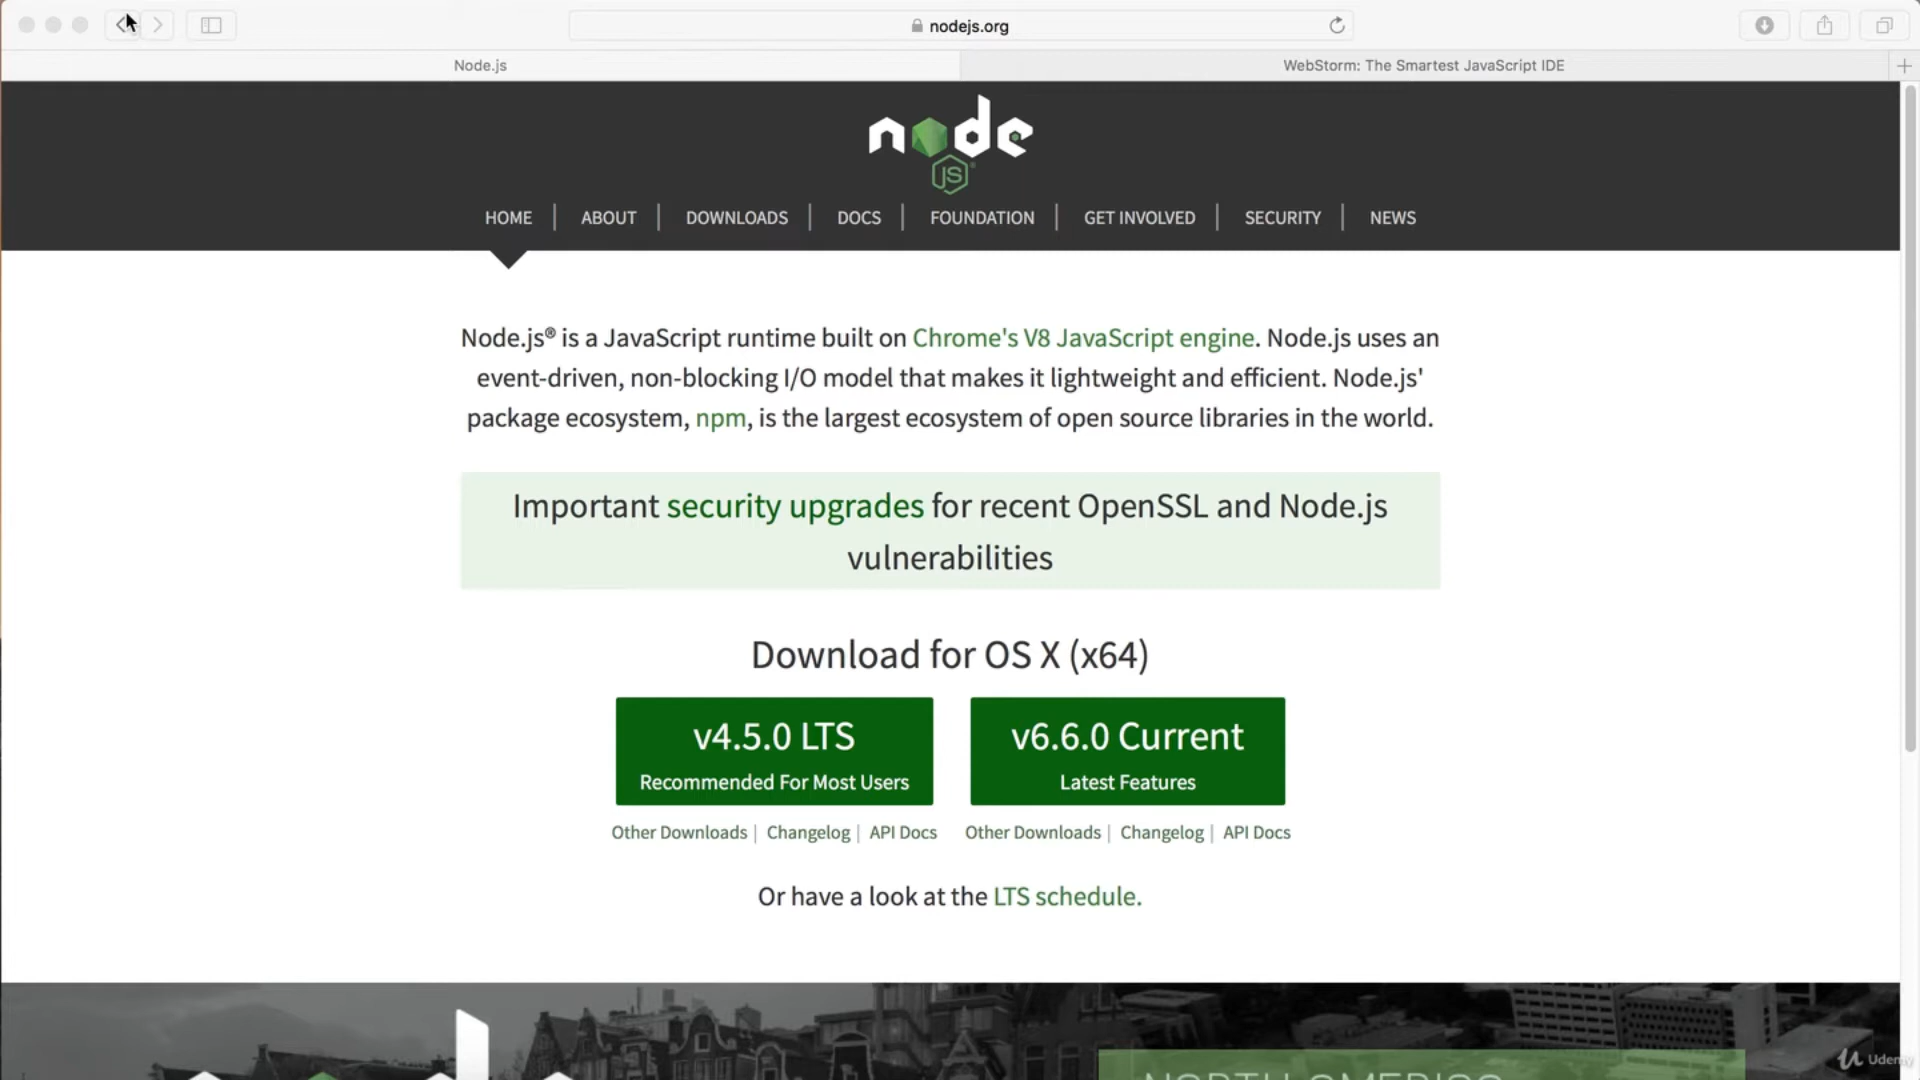 nodejs.org
Node.js
WebStorm: The Smartest JavaScript IDE
node
JS
HOME | ABOUT | DOWNLOADS | DOCS | FOUNDATION | GET INVOLVED | SECURITY | NEWS
Node.js® is a JavaScript runtime built on Chrome's V8 JavaScript engine. Node.js uses an
event-driven, non-blocking I/O model that makes it lightweight and efficient. Node.js'
package ecosystem, npm, is the largest ecosystem of open source libraries in the world.
Important security upgrades for recent OpenSSL and Node.js
vulnerabilities
Download for OS X (x64)
v4.5.0 LTS
Recommended For Most Users
v6.6.0 Current
Latest Features
Other Downloads | Changelog | API Docs
Other Downloads | Changelog | API Docs
Or have a look at the LTS schedule.
NORTH AMERICA
Udemy